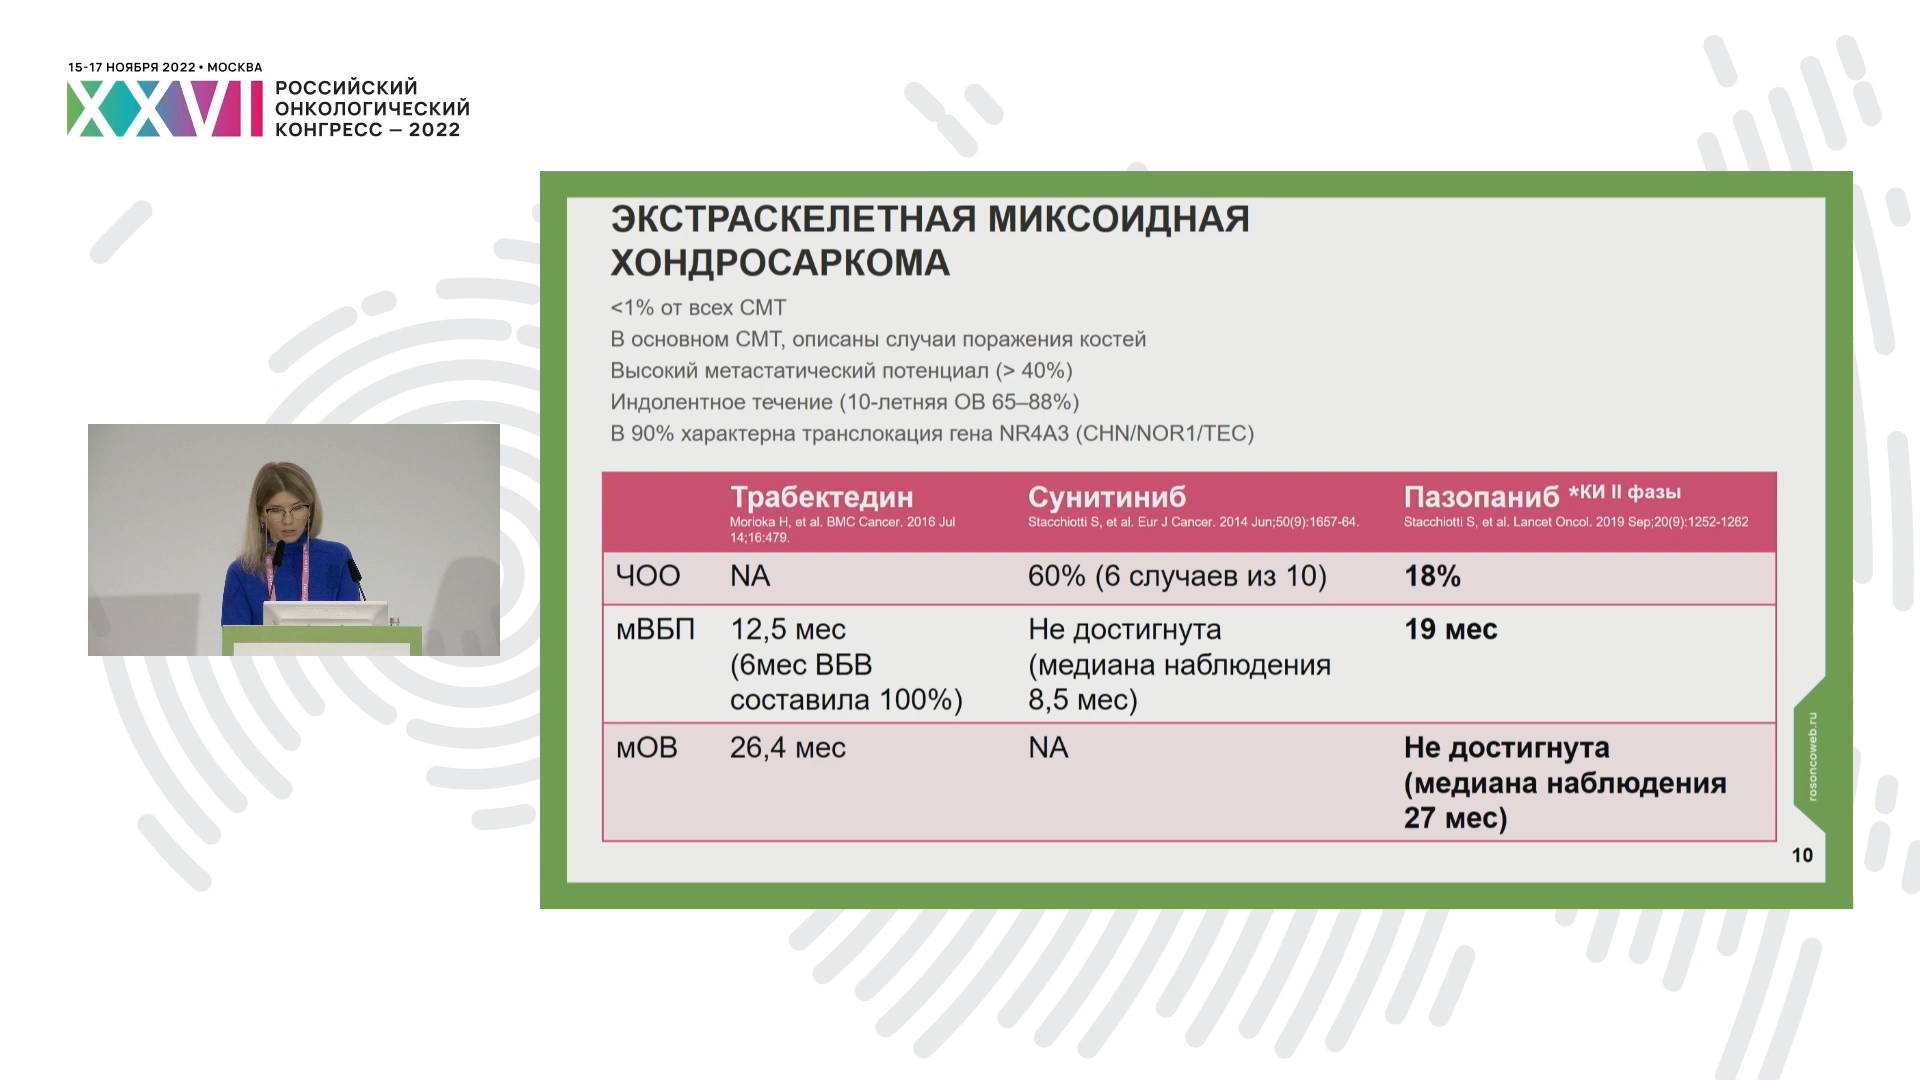 15-17 НОЯБРЯ 2022 • МОСКВА
XXVI
РОССИЙСКИЙ
ОНКОЛОГИЧЕСКИЙ
КОНГРЕСС – 2022
ЭКСТРАСКЕЛЕТНАЯ МИКСОИДНАЯ
ХОНДРОСАРКОМА
<1% от всех СМТ
В основном СМТ, описаны случаи поражения костей
Высокий метастатический потенциал (> 40%)
Индолентное течение (10-летняя ОВ 65–88%)
В 90% характерна транслокация гена NR4A3 (CHN/NOR1/TEC)
Трабектедин
Morioka H, et al. BMC Cancer. 2016 Jul
14;16:479.
Сунитиниб
Stacchiotti S, et al. Eur J Cancer. 2014 Jun;50(9):1657-64.
Пазопаниб *КИ II фазы
Stacchiotti S, et al. Lancet Oncol. 2019 Sep;20(9):1252-1262
ЧОО
NA
60% (6 случаев из 10)
18%
мВБП
12,5 мес
(6мес ВБВ
составила 100%)
Не достигнута
(медиана наблюдения
8,5 мес)
19 мес
мОВ
26,4 мес
NA
Не достигнута
(медиана наблюдения
27 мес)
rosoncoweb.ru
10